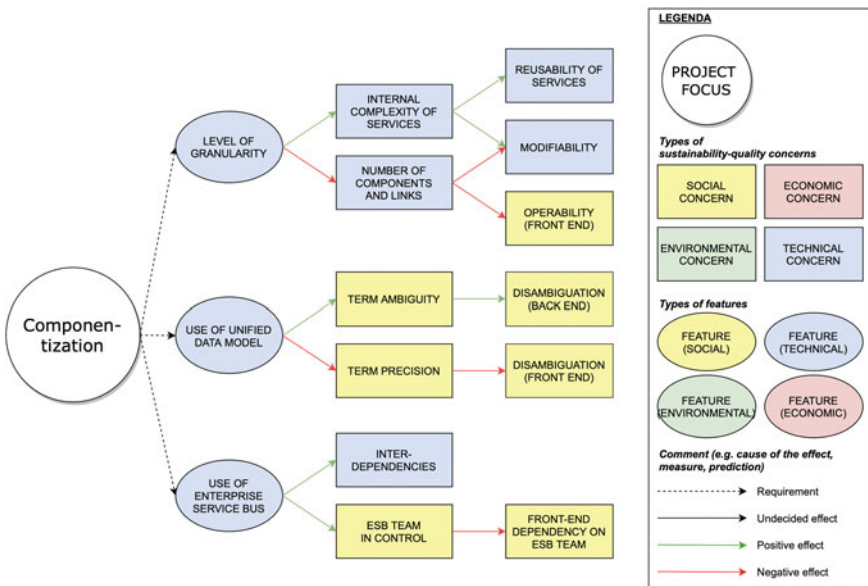 Componen-
tization
LEVEL OF
GRANULARITY
USE OF UNIFIED
DATA MODEL
USE OF
ENTERPRISE
SERVICE BUS
INTERNAL
COMPLEXITY OF
SERVICES
NUMBER OF
COMPONENTS
AND LINKS
TERM AMBIGUITY
TERM PRECISION
INTER-
DEPENDENCIES
ESB TEAM
IN CONTROL
REUSABILITY OF
SERVICES
MODIFIABILITY
OPERABILITY
(FRONT END)
DISAMBIGUATION
(BACK END)
DISAMBIGUATION
(FRONT END)
FRONT-END
DEPENDENCY ON
ESB TEAM
LEGENDA
PROJECT
FOCUS
Types of
sustainability-quality concerns
SOCIAL
CONCERN
ECONOMIC
CONCERN
ENVIRONMENTAL
CONCERN
TECHNICAL
CONCERN
Types of features
FEATURE
(SOCIAL)
FEATURE
(TECHNICAL)
FEATURE
(ENVIRONMENTAL)
FEATURE
(ECONOMIC)
Comment (e.g. cause of the effect,
measure, prediction)
Requirement
Undecided effect
Positive effect
Negative effect